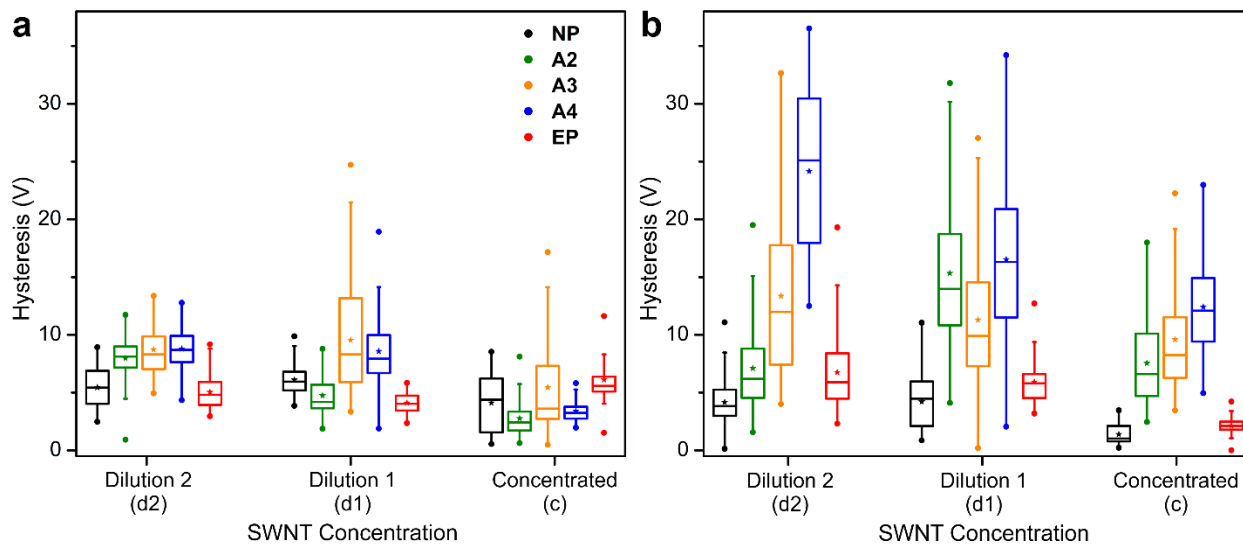 a
Hysteresis (V)
30
20
10
0
NP
A2
A3
A4
EP
Dilution 2
(d2)
Dilution 1
(d1)
Concentrated
(c)
SWNT Concentration
b
Hysteresis (V)
30
20
10
0
Dilution 2
(d2)
Dilution 1
(d1)
Concentrated
(c)
SWNT Concentration